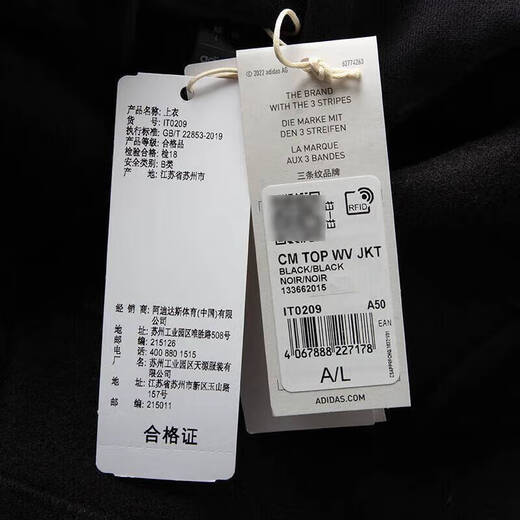 产品名称: 上衣
货 号: IT0209
执行标准: GB/T 22853-2019
产品等级: 合格品
检验合格: 检18
安全类别: B类
产 地: 江苏省苏州市
经 销 商: 阿迪达斯体育(中国)有限
公司
地 址: 苏州工业园区唯胜路508号
邮 编: 215126
电 话: 400 880 1515
制 造 商: 苏州工业园区天源服装有
限公司
地 址: 江苏省苏州市新区玉山路
157号
邮 编: 215011
合格证
63774263
© 2022 adidas AG
THE BRAND
WITH THE 3 STRIPES
DIE MARKE MIT
DEN 3 STREIFEN
LA MARQUE
AUX 3 BANDES
三条纹品牌
RFID
CM TOP WV JKT
BLACK/BLACK
NOIR/NOIR
133662015
IT0209 A50
EAN
4 067888 227178
A/L
ADIDAS.COM